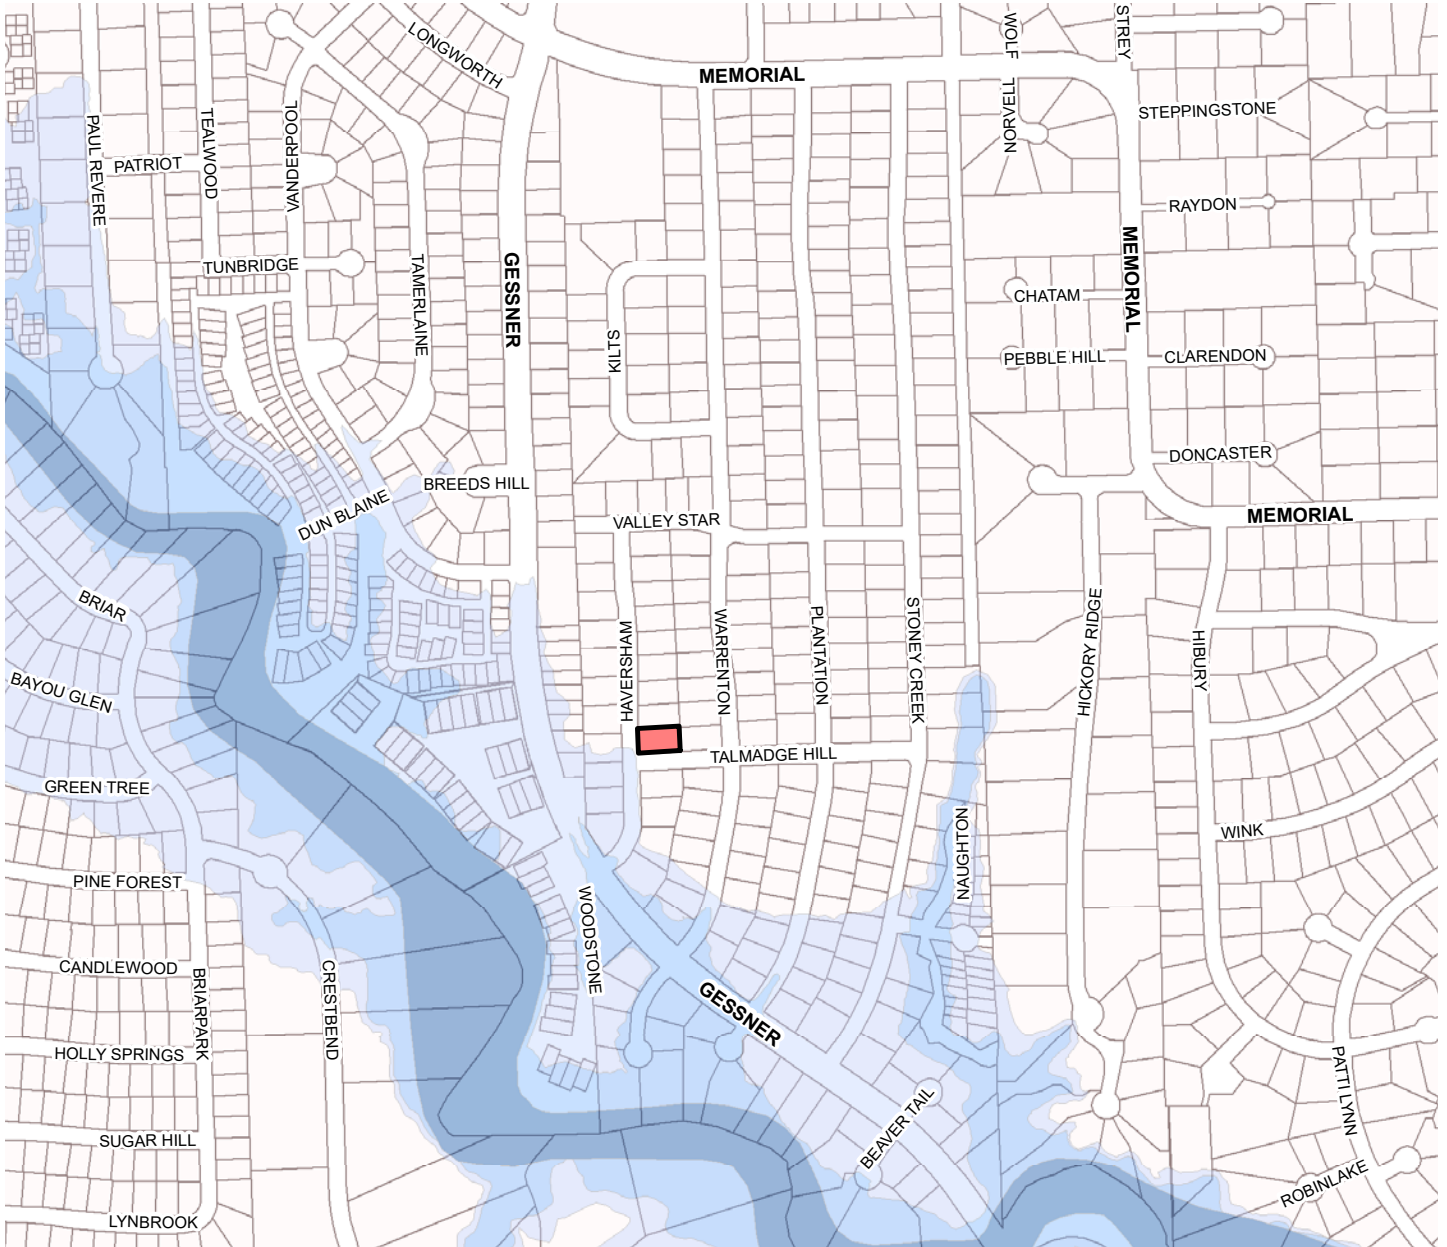 LONGWORTH
WOLF
STREY
MEMORIAL
NORVELL
STEPPINGSTONE
PAUL REVERE
TEALWOOD
VANDERPOOL
PATRIOT
RAYDON
TUNBRIDGE
TAMERLAINE
GESSNER
MEMORIAL
CHATAM
KILTS
PEBBLE HILL
CLARENDON
DONCASTER
BREEDS HILL
DUN BLAINE
VALLEY STAR
MEMORIAL
BRIAR
HAVERSHAM
WARRENTON
PLANTATION
STONEY CREEK
HICKORY RIDGE
HIBURY
BAYOU GLEN
TALMADGE HILL
GREEN TREE
NAUGHTON
WINK
PINE FOREST
WOODSTONE
CANDLEWOOD
BRIARPARK
CRESTBEND
GESSNER
HOLLY SPRINGS
PATTI LYNN
BEAVER TAIL
SUGAR HILL
ROBINLAKE
LYNBROOK